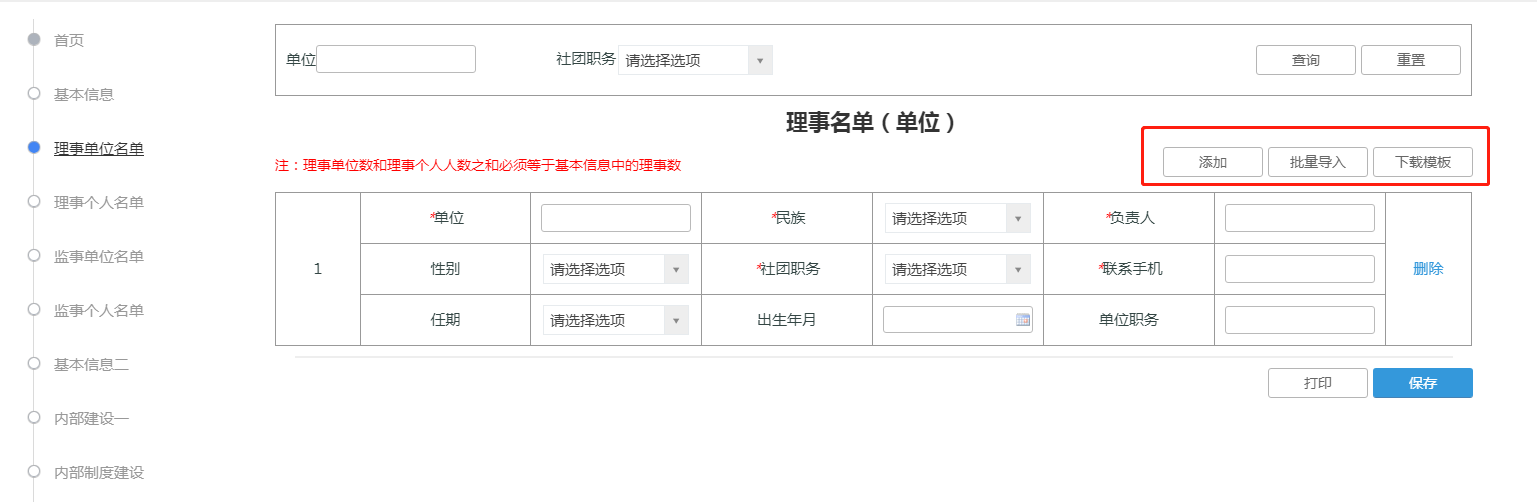 首页
基本信息
理事单位名单
理事个人名单
监事单位名单
监事个人名单
基本信息二
内部建设一
内部制度建设
单位 社团职务 请选择选项 查询 重置
理事名单（单位）
添加 批量导入 下载模板
注：理事单位数和理事个人人数之和必须等于基本信息中的理事数
*单位 *民族 请选择选项 *负责人
1 性别 请选择选项 *社团职务 请选择选项 *联系手机 删除
任期 请选择选项 出生年月 单位职务
打印 保存